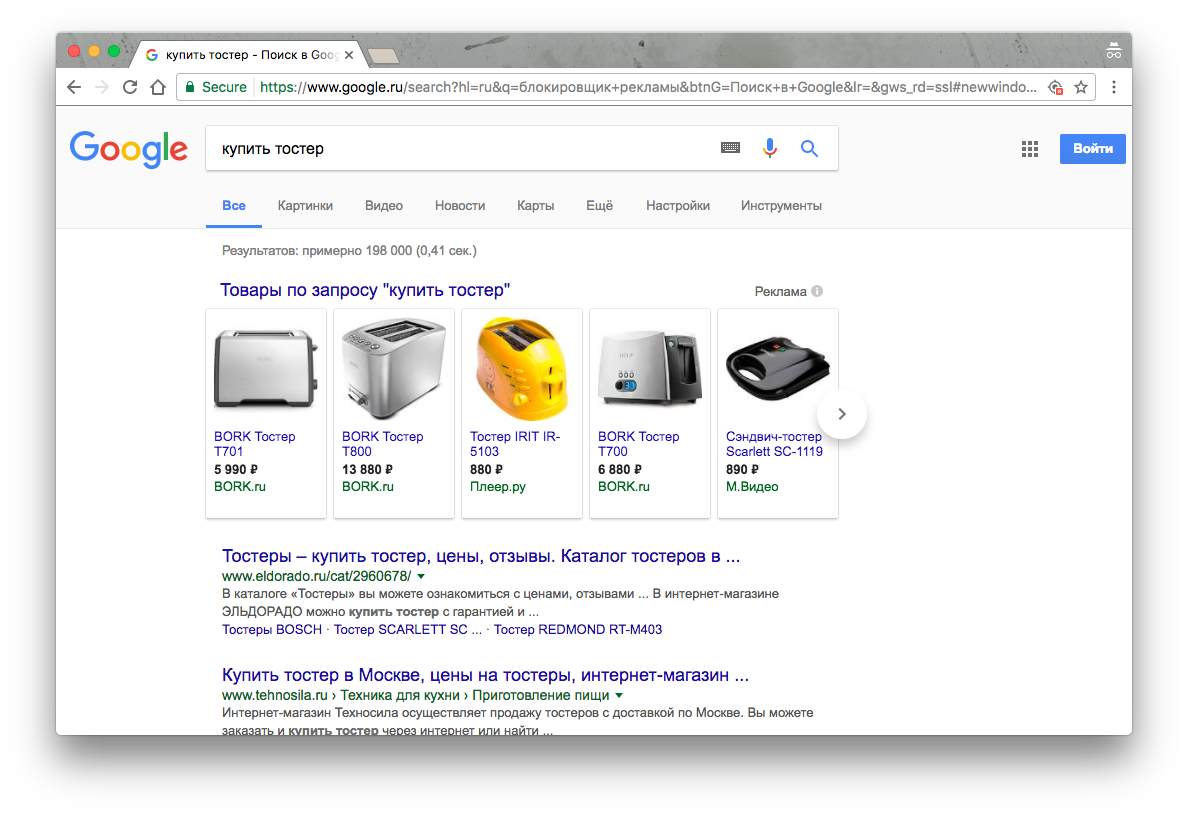 купить тостер - Поиск в Goog
Secure https://www.google.ru/search?hl=ru&q=блокировщик+рекламы&btnG=Поиск+в+Google&lr=&gws_rd=ssl#newwindo...
Google
купить тостер
Войти
Все Картинки Видео Новости Карты Ещё Настройки Инструменты
Результатов: примерно 198 000 (0,41 сек.)
Товары по запросу "купить тостер"
Реклама
BORK Тостер
T701
5 990 ₽
BORK.ru
BORK Тостер
T800
13 880 ₽
BORK.ru
Тостер IRIT IR-
5103
880 ₽
Плеер.ру
BORK Тостер
T700
6 880 ₽
BORK.ru
Сэндвич-тостер
Scarlett SC-1119
890 ₽
М.Видео
Тостеры – купить тостер, цены, отзывы. Каталог тостеров в ...
www.eldorado.ru/cat/2960678/
В каталоге «Тостеры» вы можете ознакомиться с ценами, отзывами ... В интернет-магазине
ЭЛЬДОРАДО можно купить тостер с гарантией и ...
Тостеры BOSCH · Тостер SCARLETT SC ... · Тостер REDMOND RT-M403
Купить тостер в Москве, цены на тостеры, интернет-магазин ...
www.tehnosila.ru › Техника для кухни › Приготовление пищи
Интернет-магазин Техносила осуществляет продажу тостеров с доставкой по Москве. Вы можете
заказать и купить тостер через интернет или найти ...